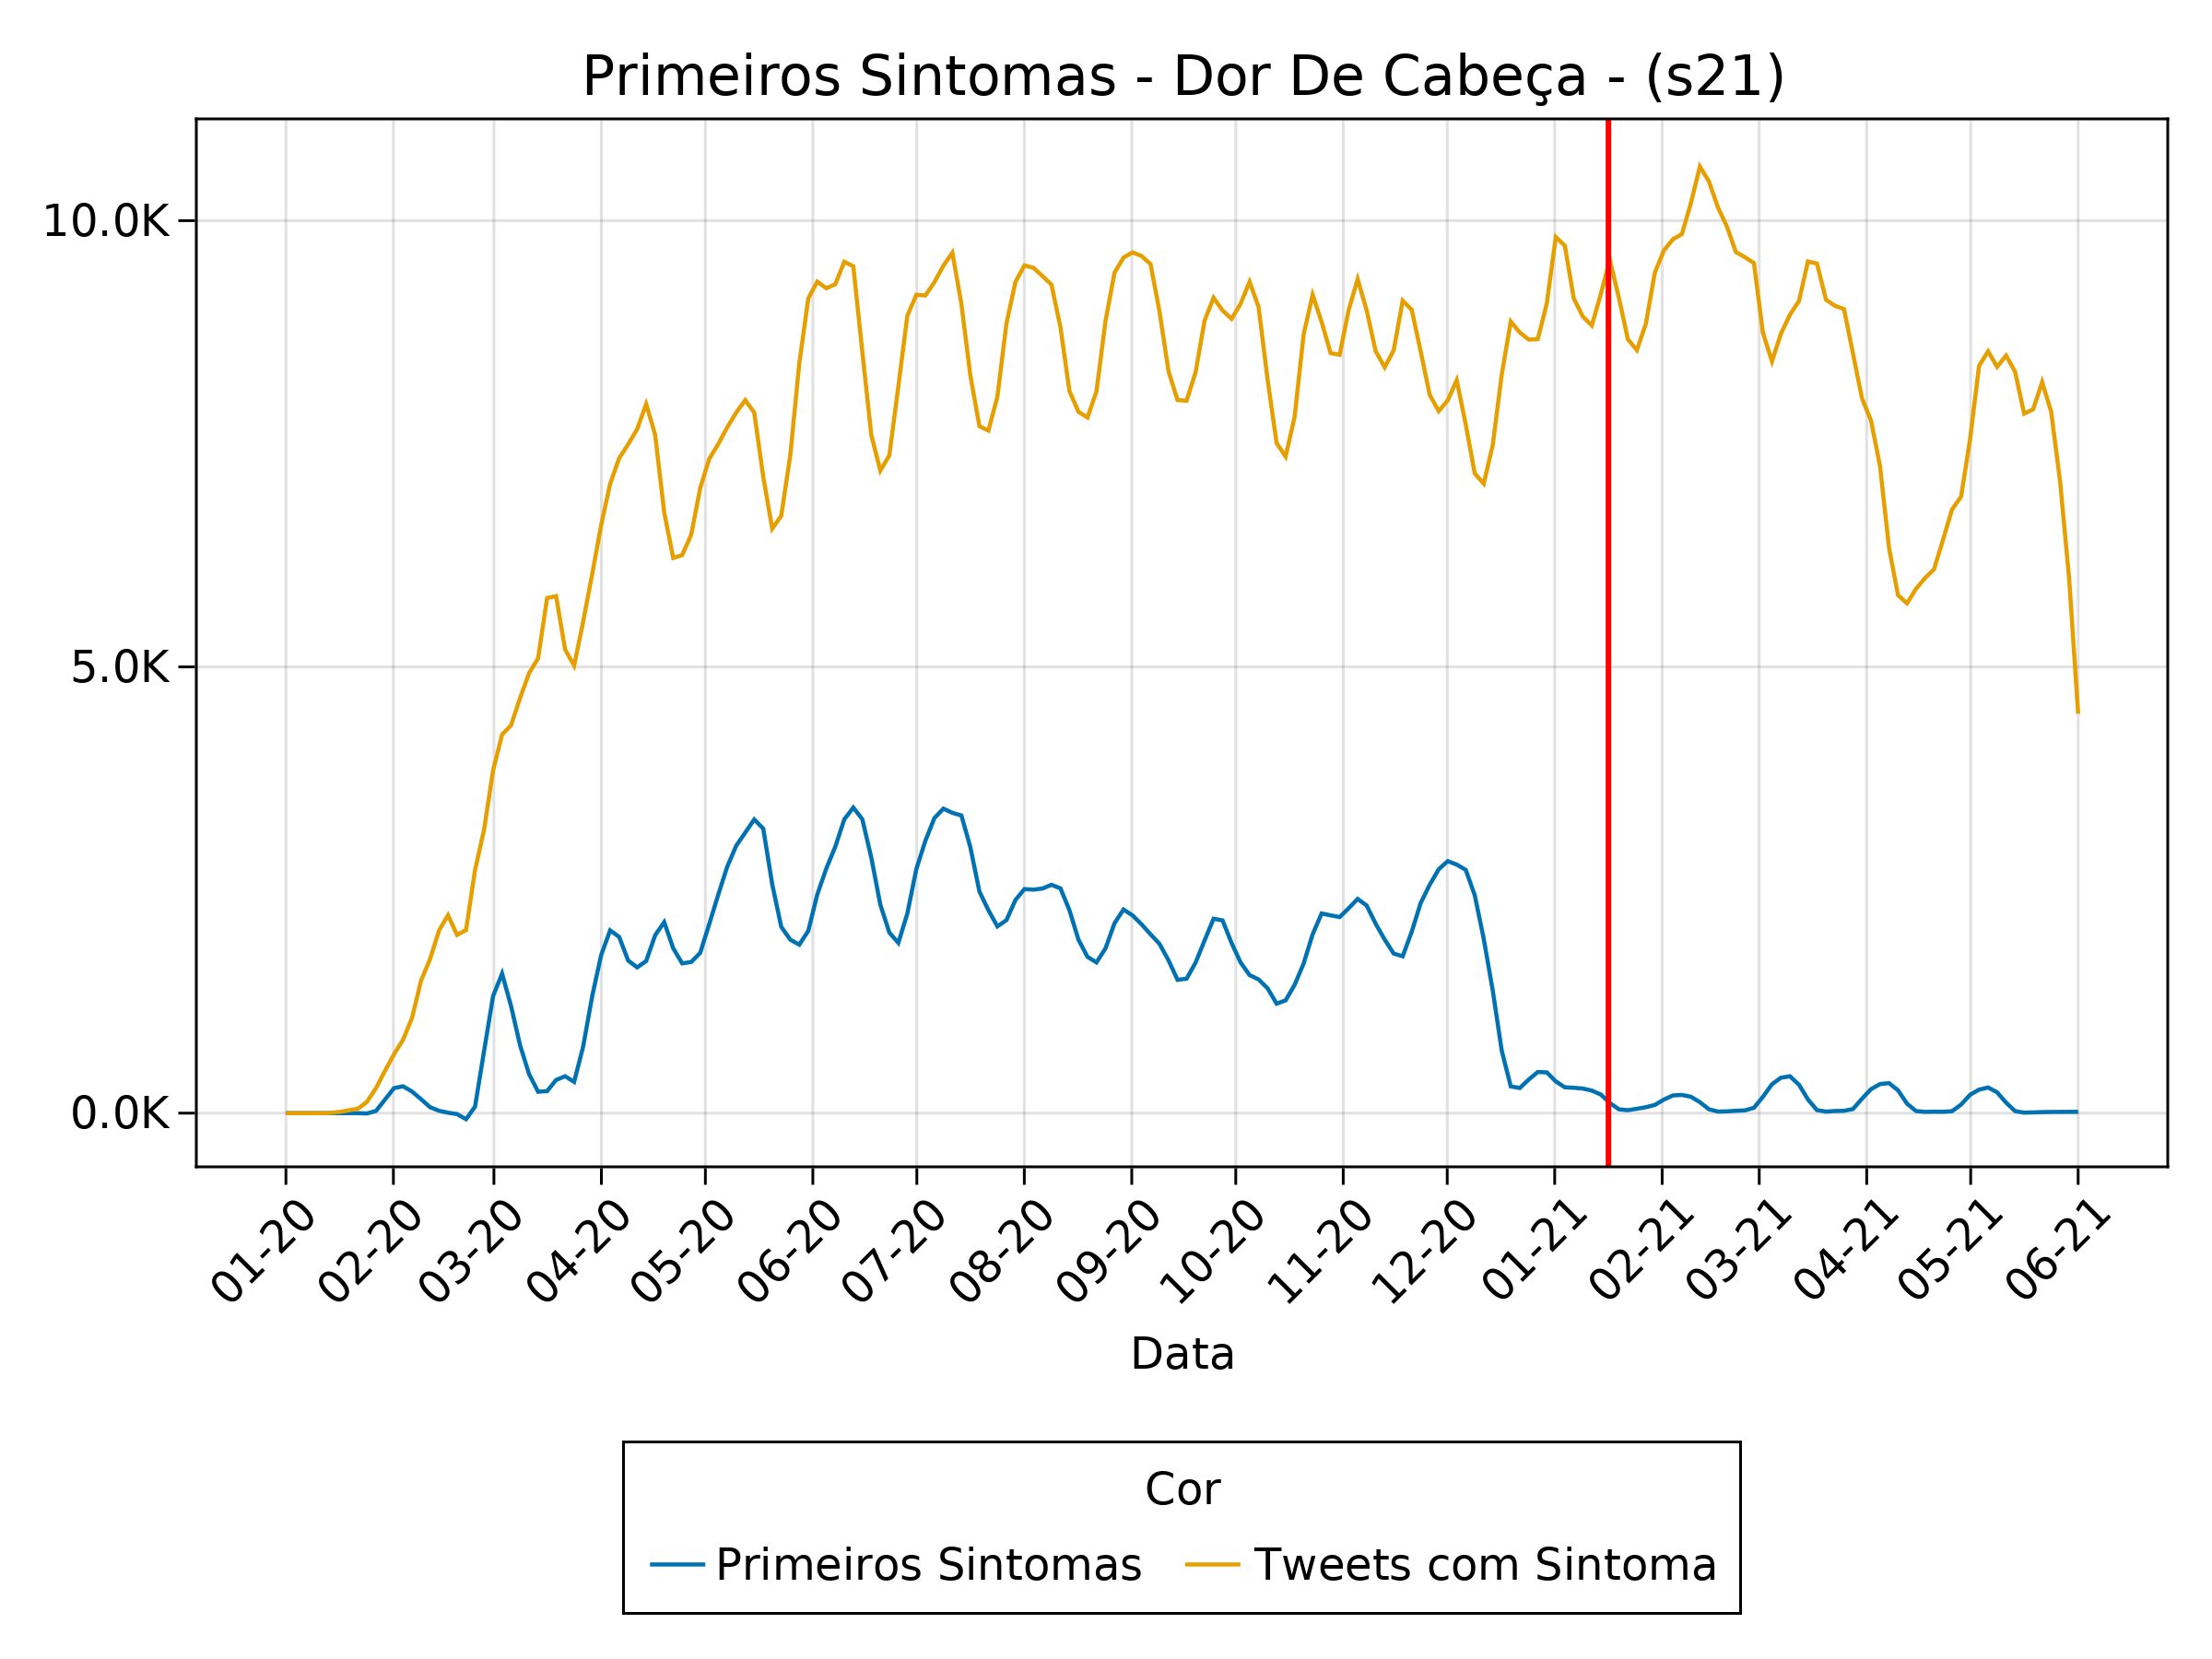 Primeiros Sintomas - Dor De Cabeça - (s21)
10.0K
5.0K
0.0K
01-20 02-20 03-20 04-20 05-20 06-20 07-20 08-20 09-20 10-20 11-20 12-20 01-21 02-21 03-21 04-21 05-21 06-21
Data
Cor
Primeiros Sintomas Tweets com Sintoma